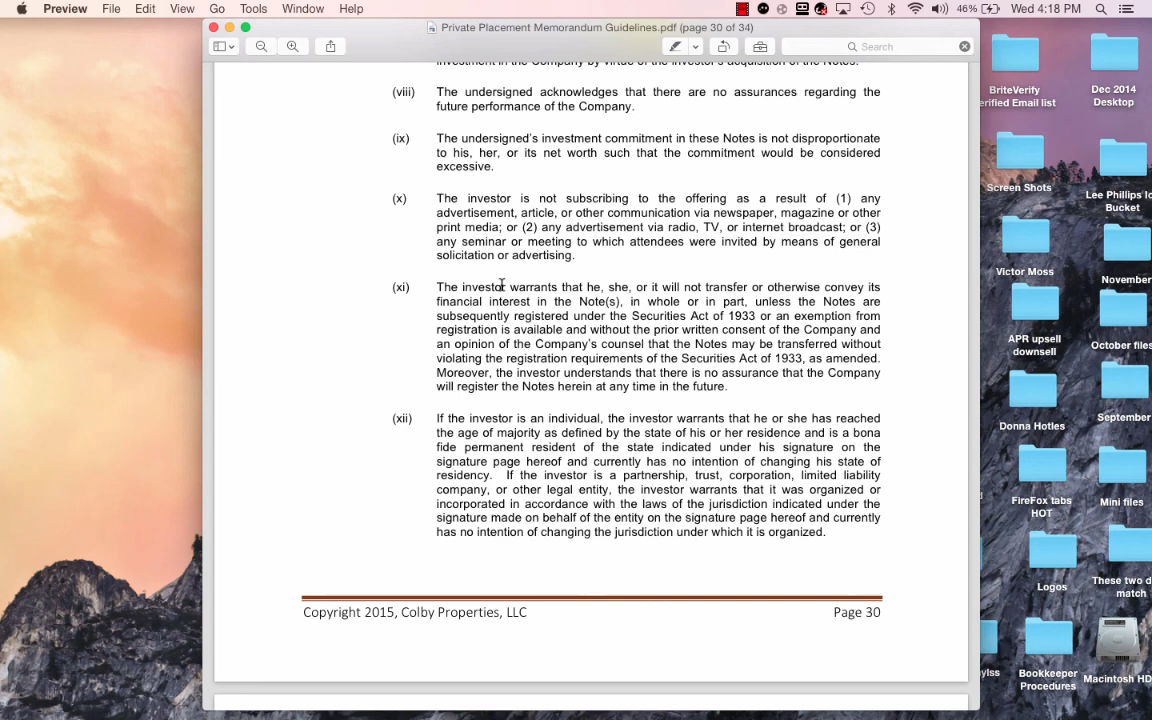 Preview File Edit View Go Tools Window Help 46% Wed 4:18 PM
Private Placement Memorandum Guidelines.pdf (page 30 of 34)
Search
investment in the Company by virtue of the investor's acquisition of the Notes.
(viii) The undersigned acknowledges that there are no assurances regarding the
future performance of the Company.
(ix) The undersigned's investment commitment in these Notes is not disproportionate
to his, her, or its net worth such that the commitment would be considered
excessive.
(x) The investor is not subscribing to the offering as a result of (1) any
advertisement, article, or other communication via newspaper, magazine or other
print media; or (2) any advertisement via radio, TV, or internet broadcast; or (3)
any seminar or meeting to which attendees were invited by means of general
solicitation or advertising.
(xi) The investor warrants that he, she, or it will not transfer or otherwise convey its
financial interest in the Note(s), in whole or in part, unless the Notes are
subsequently registered under the Securities Act of 1933 or an exemption from
registration is available and without the prior written consent of the Company and
an opinion of the Company's counsel that the Notes may be transferred without
violating the registration requirements of the Securities Act of 1933, as amended.
Moreover, the investor understands that there is no assurance that the Company
will register the Notes herein at any time in the future.
(xii) If the investor is an individual, the investor warrants that he or she has reached
the age of majority as defined by the state of his or her residence and is a bona
fide permanent resident of the state indicated under his signature on the
signature page hereof and currently has no intention of changing his state of
residency. If the investor is a partnership, trust, corporation, limited liability
company, or other legal entity, the investor warrants that it was organized or
incorporated in accordance with the laws of the jurisdiction indicated under the
signature made on behalf of the entity on the signature page hereof and currently
has no intention of changing the jurisdiction under which it is organized.
Copyright 2015, Colby Properties, LLC Page 30
BriteVerify
erified Email list
Dec 2014
Desktop
Screen Shots
Lee Phillips Ic
Bucket
Victor Moss
November
APR upsell
downsell
October files
Donna Hotles
September
FireFox tabs
HOT
Mini files
Logos
These two d
match
Bookkeeper
Procedures
Macintosh HD